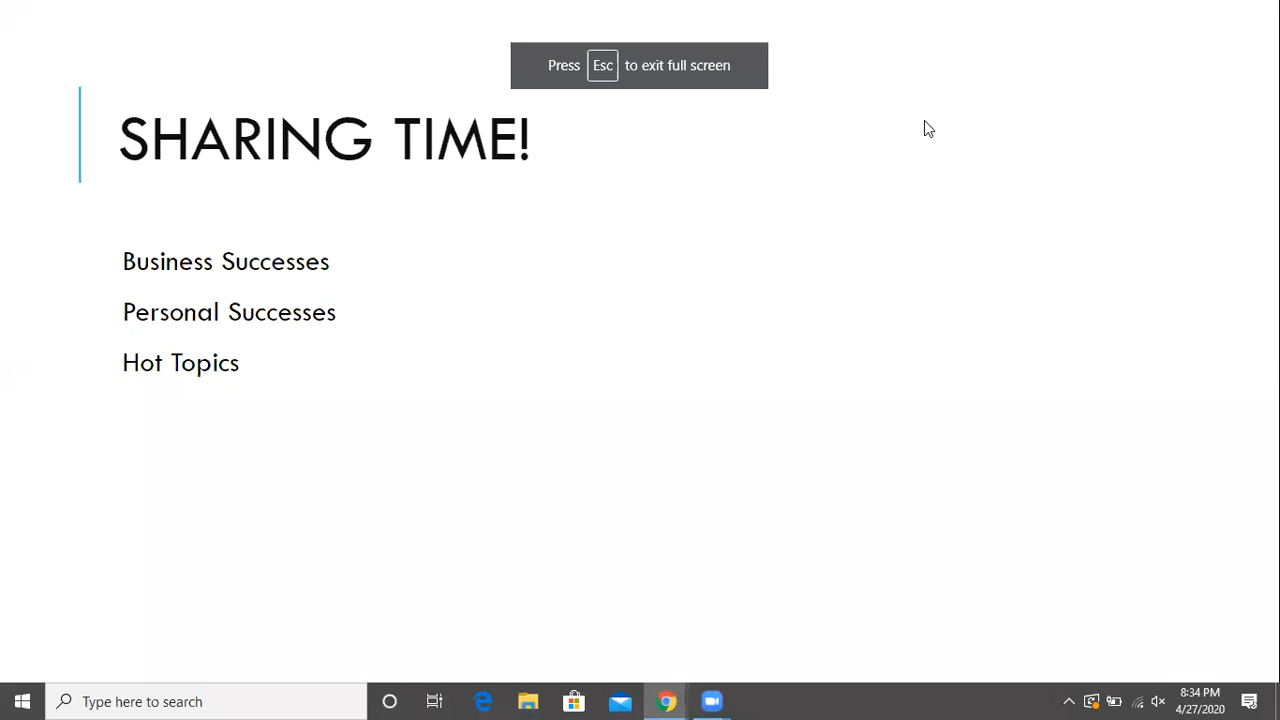 Press Esc to exit full screen
SHARING TIME!
Business Successes
Personal Successes
Hot Topics
Type here to search
8:34 PM
4/27/2020